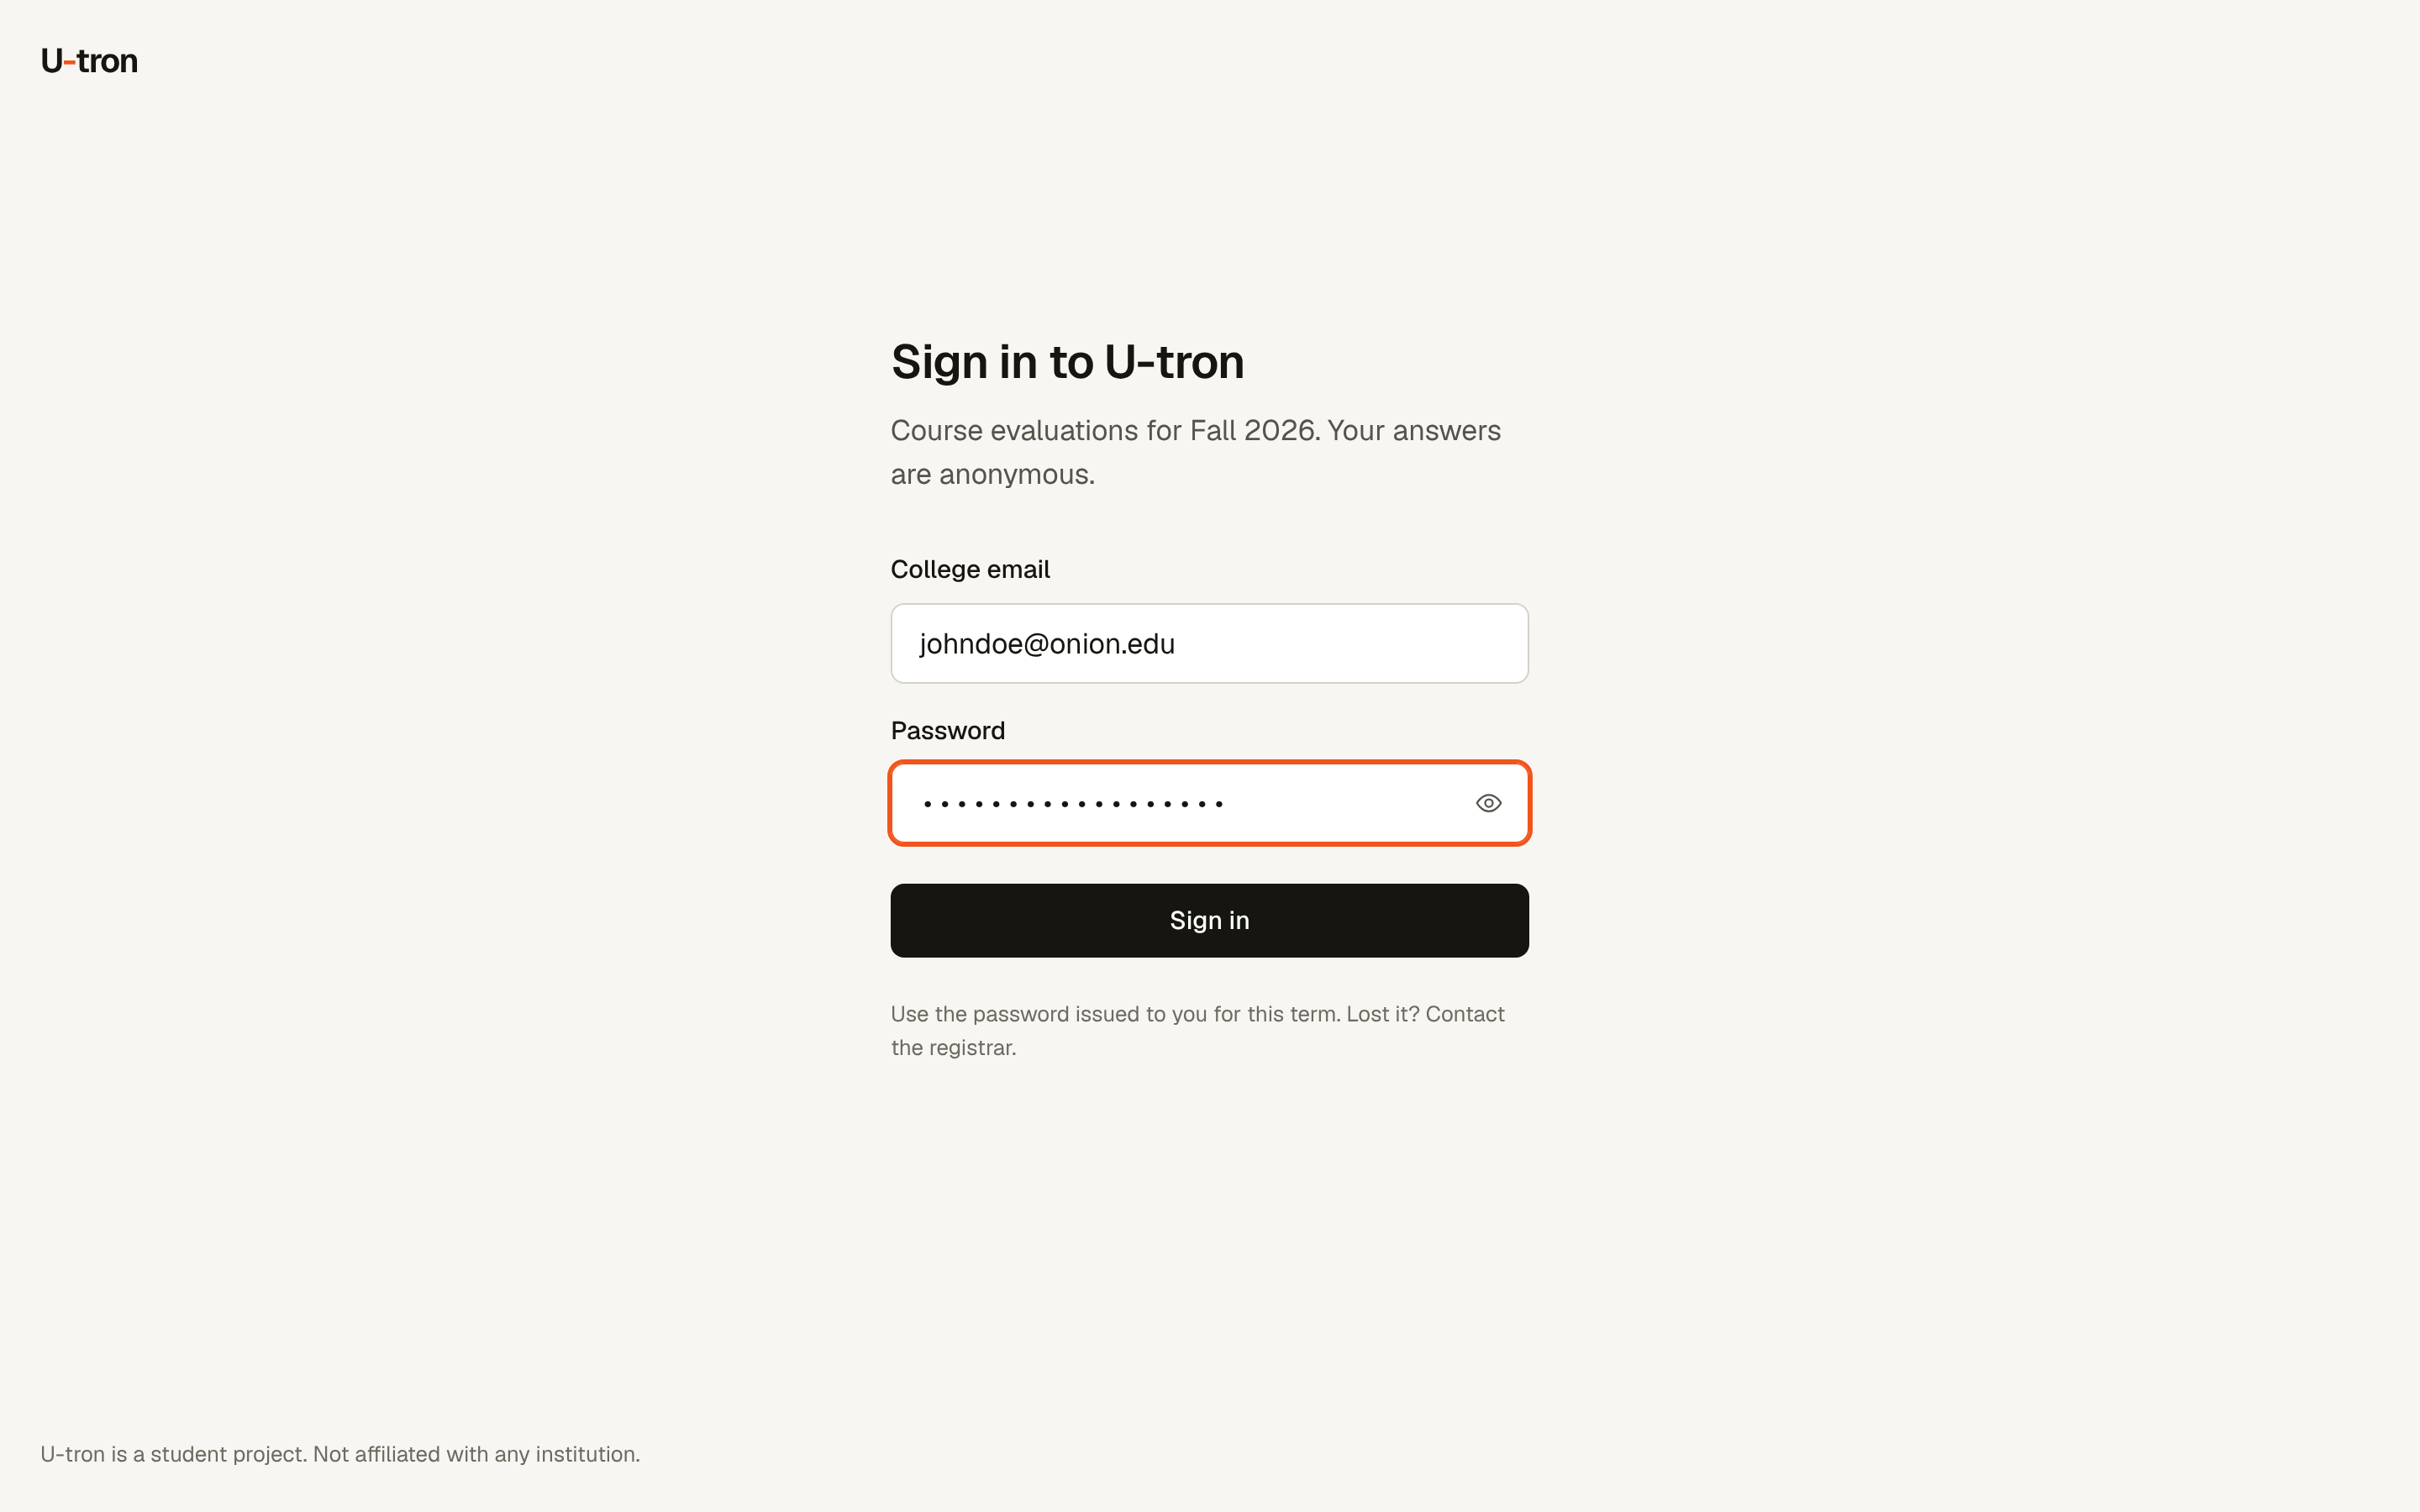 U-tron
Sign in to U-tron
Course evaluations for Fall 2026. Your answers
are anonymous.
College email
johndoe@onion.edu
Password
••••••••••••••••••
Sign in
Use the password issued to you for this term. Lost it? Contact
the registrar.
U-tron is a student project. Not affiliated with any institution.